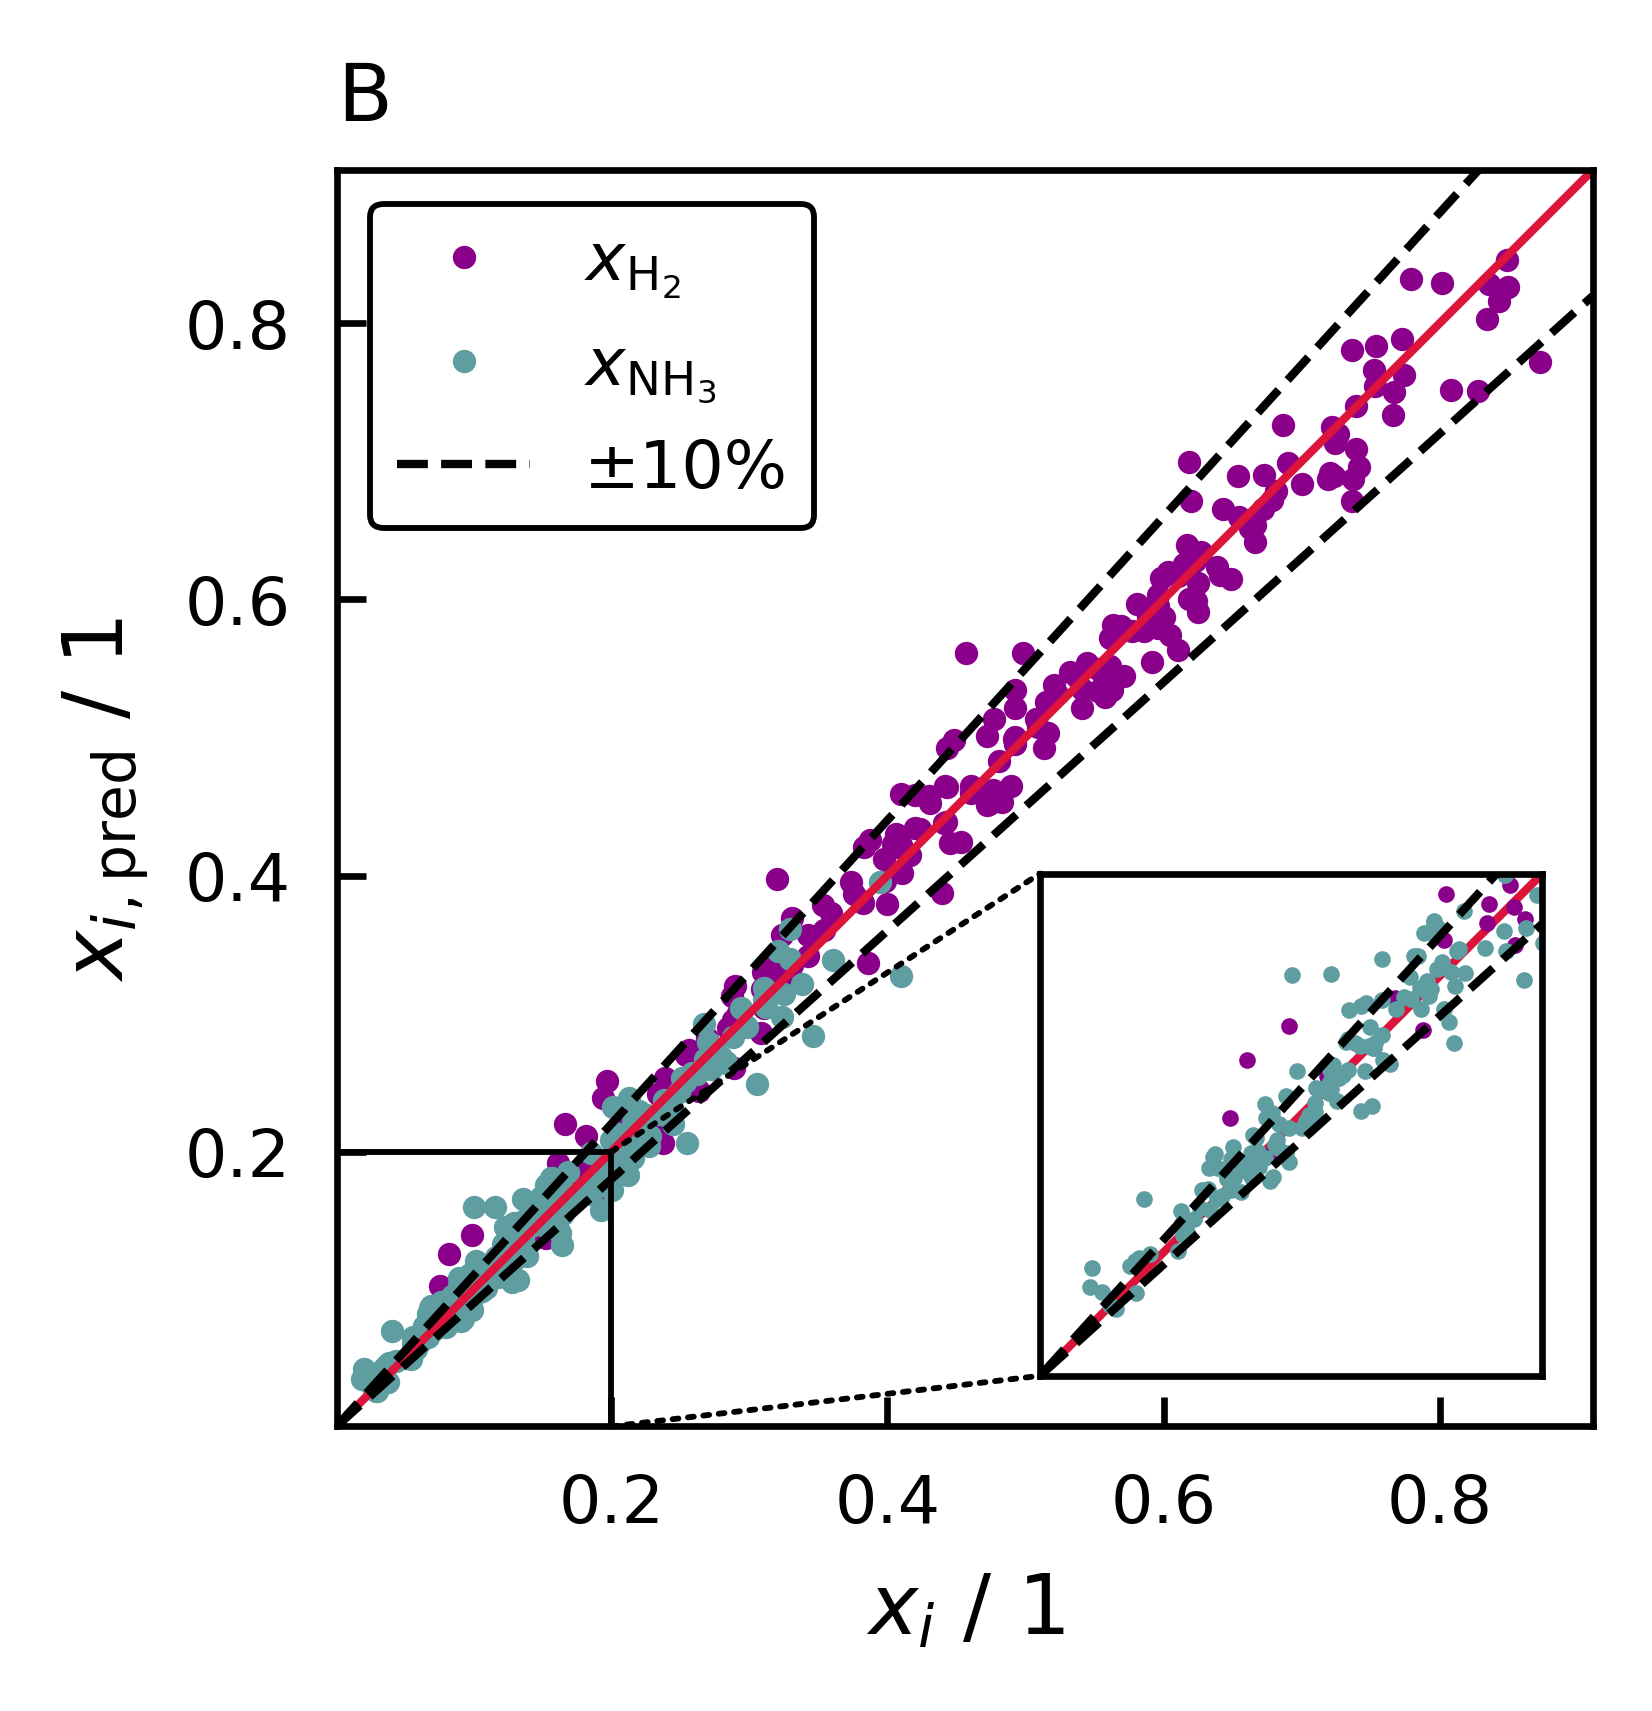 B
x_H₂
x_NH₃
±10%
0.8
0.6
0.4
0.2
x_i,pred / 1
0.2 0.4 0.6 0.8
x_i / 1